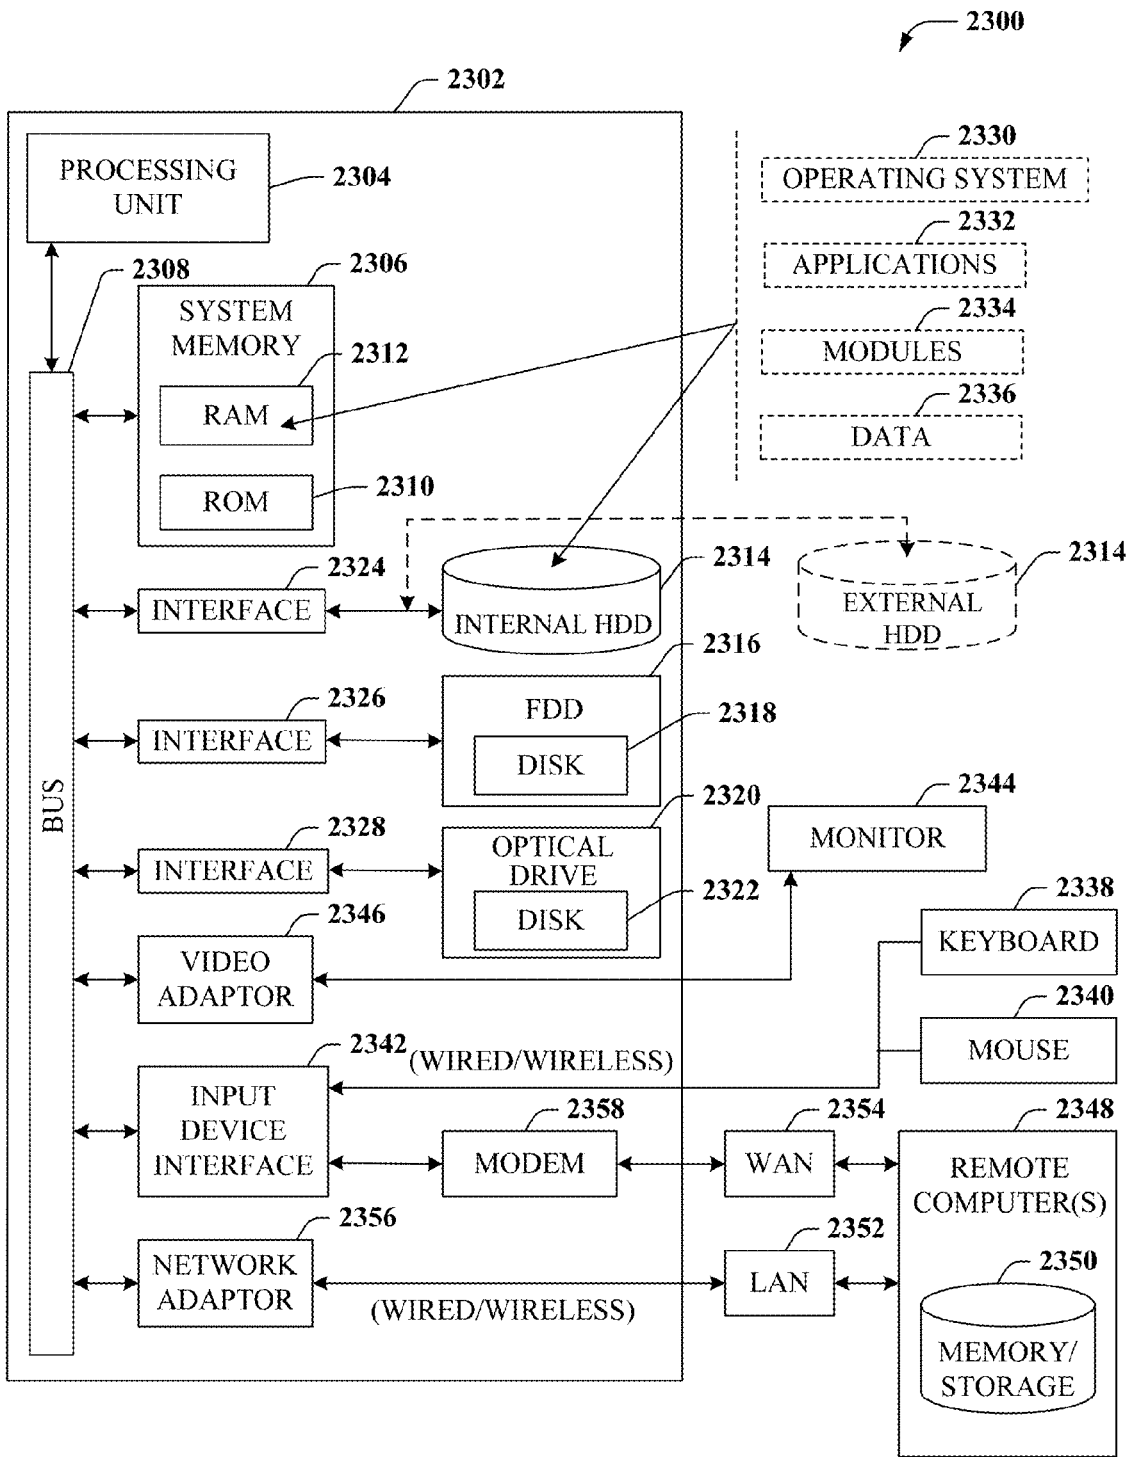 2300
2302
PROCESSING
UNIT
2304
2330
OPERATING SYSTEM
2332
APPLICATIONS
2334
MODULES
2336
DATA
2308
2306
SYSTEM
MEMORY
2312
RAM
2310
ROM
2324
INTERFACE
2314
INTERNAL HDD
2314
EXTERNAL
HDD
2316
FDD
2326
INTERFACE
2318
DISK
BUS
2320
OPTICAL
DRIVE
2328
INTERFACE
2322
DISK
2344
MONITOR
2346
VIDEO
ADAPTOR
2338
KEYBOARD
2340
MOUSE
2342
(WIRED/WIRELESS)
INPUT
DEVICE
INTERFACE
2358
MODEM
2354
WAN
2348
REMOTE
COMPUTER(S)
2356
NETWORK
ADAPTOR
(WIRED/WIRELESS)
2352
LAN
2350
MEMORY/
STORAGE